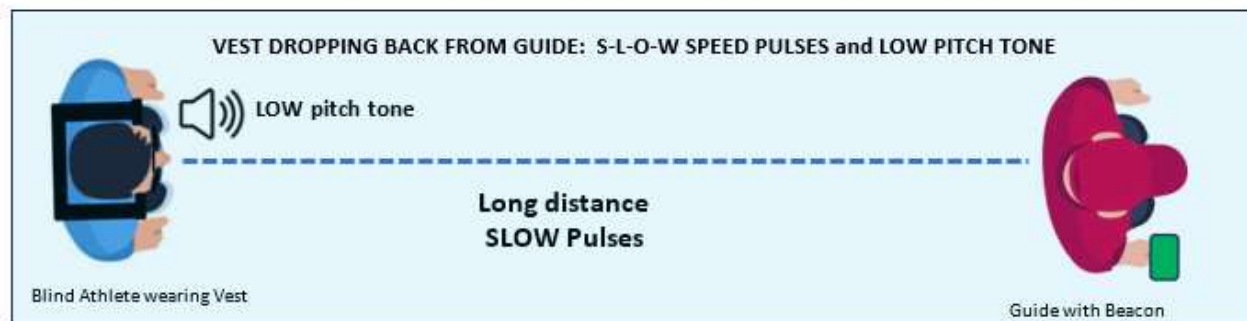 VEST DROPPING BACK FROM GUIDE: S-L-O-W SPEED PULSES and LOW PITCH TONE
LOW pitch tone
Long distance
SLOW Pulses
Blind Athlete wearing Vest
Guide with Beacon